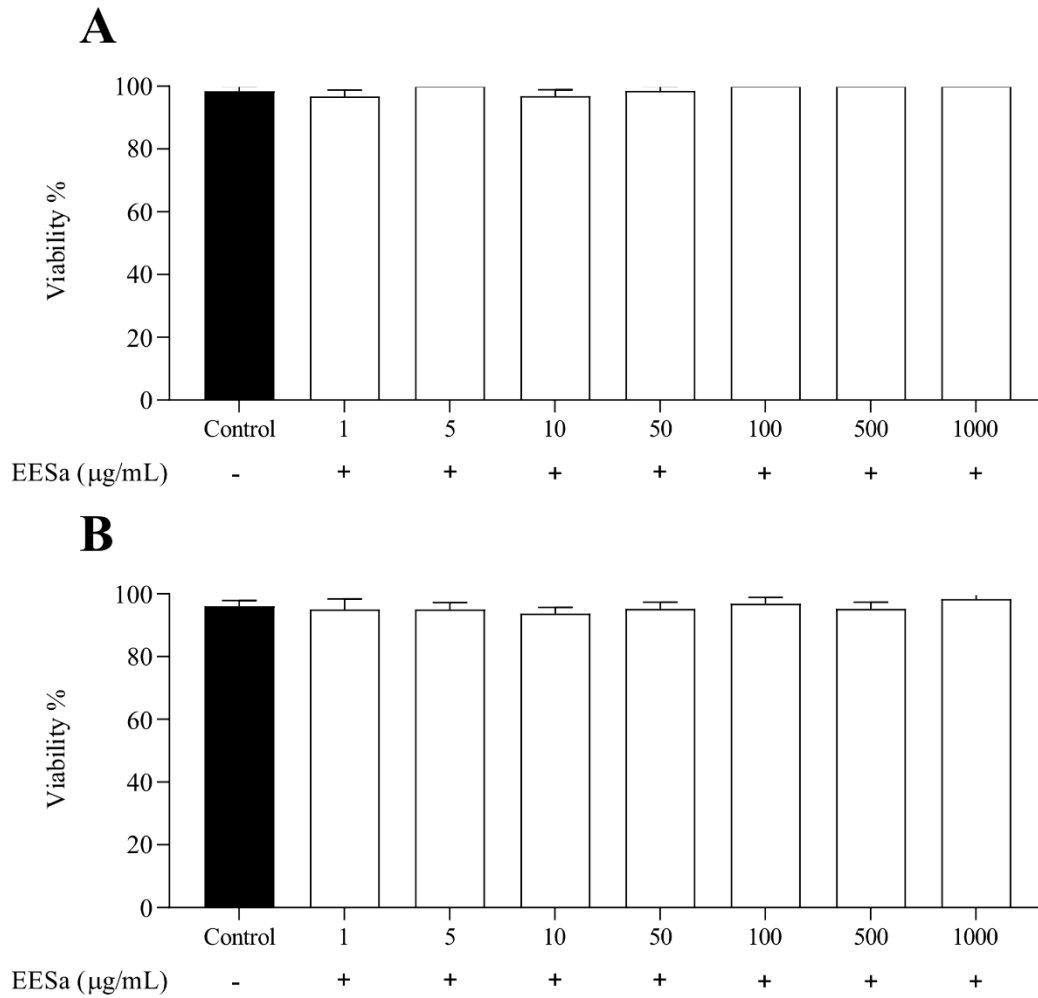 A
Viability %
100
80
60
40
20
0
Control 1 5 10 50 100 500 1000
EESa (μg/mL) - + + + + + + +
B
Viability %
100
80
60
40
20
0
Control 1 5 10 50 100 500 1000
EESa (μg/mL) - + + + + + + +